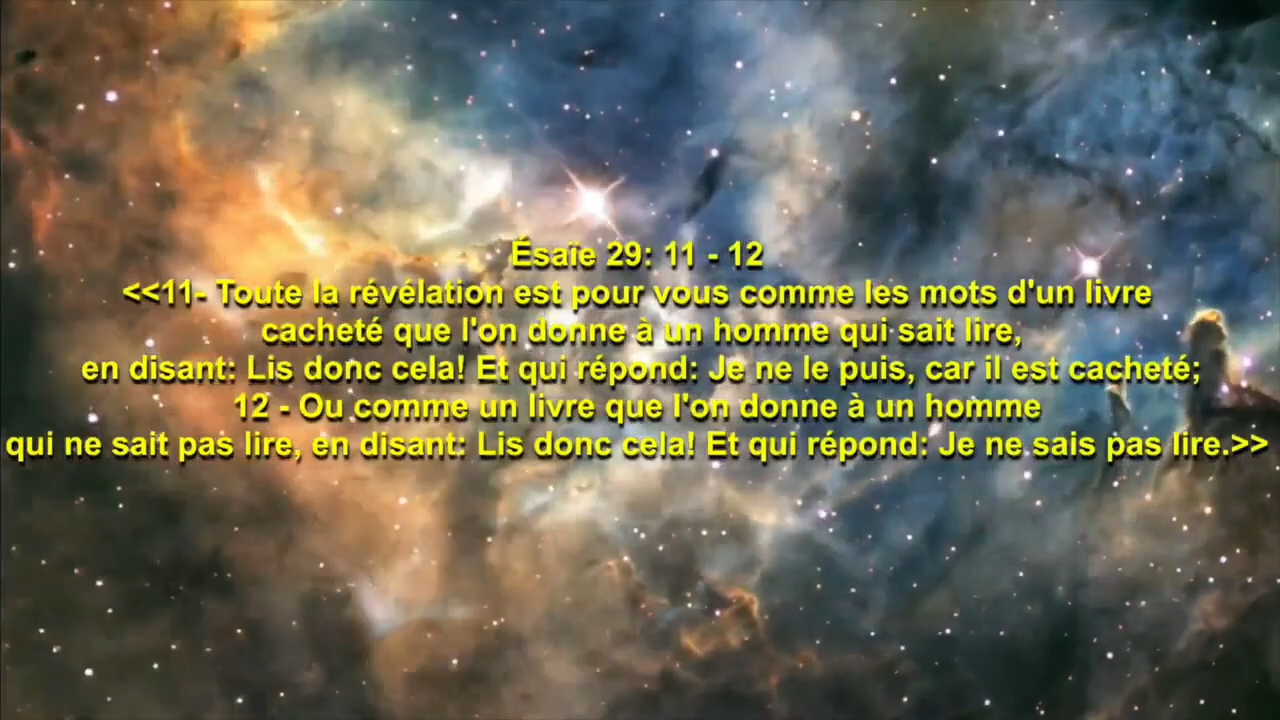 Ésaïe 29: 11 - 12
<<11- Toute la révélation est pour vous comme les mots d'un livre
cacheté que l'on donne à un homme qui sait lire,
en disant: Lis donc cela! Et qui répond: Je ne le puis, car il est cacheté;
12 - Ou comme un livre que l'on donne à un homme
qui ne sait pas lire, en disant: Lis donc cela! Et qui répond: Je ne sais pas lire.>>